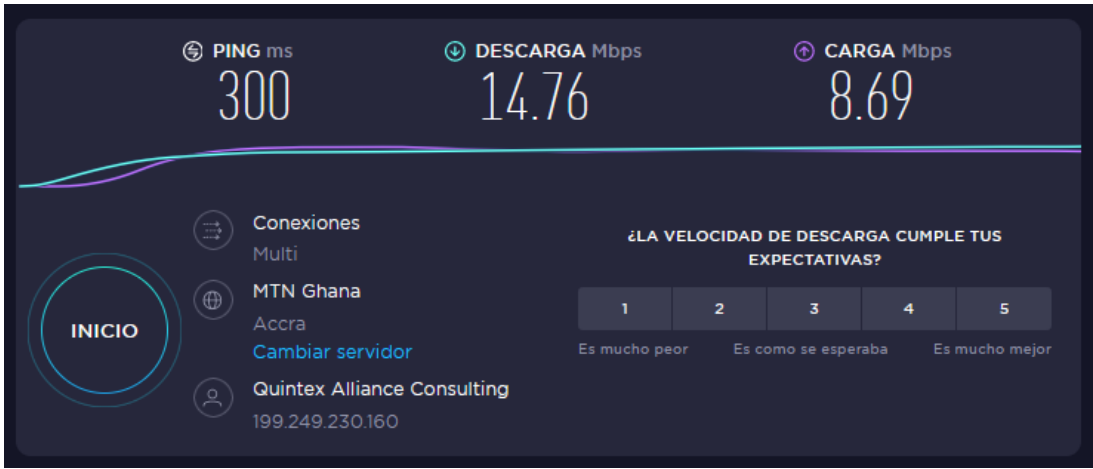 PING ms
300
DESCARGA Mbps
14.76
CARGA Mbps
8.69
INICIO
Conexiones
Multi
MTN Ghana
Accra
Cambiar servidor
Quintex Alliance Consulting
199.249.230.160
¿LA VELOCIDAD DE DESCARGA CUMPLE TUS
EXPECTATIVAS?
1 2 3 4 5
Es mucho peor Es como se esperaba Es mucho mejor